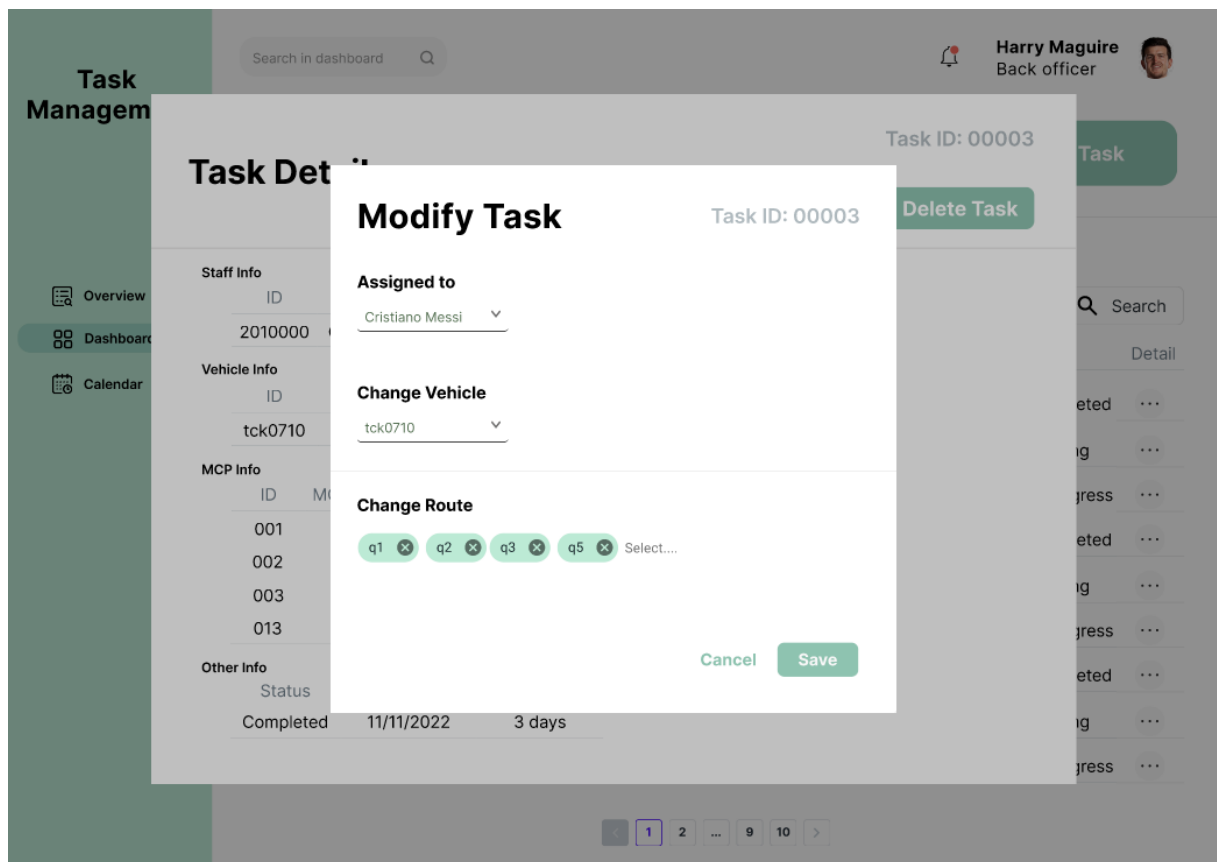 Search in dashboard
Harry Maguire
Back officer
Task
Managem
Task ID: 00003
Task
Task Det
Delete Task
Modify Task
Task ID: 00003
Staff Info
ID
2010000
Assigned to
Cristiano Messi
Overview
Dashboard
Calendar
Search
Detail
Vehicle Info
ID
tck0710
Change Vehicle
tck0710
MCP Info
ID
001
002
003
013
Change Route
q1
q2
q3
q5
Select....
Cancel
Save
Other Info
Status
Completed 11/11/2022 3 days
eted ...
ng ...
gress ...
eted ...
ng ...
gress ...
eted ...
ng ...
gress ...
< 1 2 ... 9 10 >